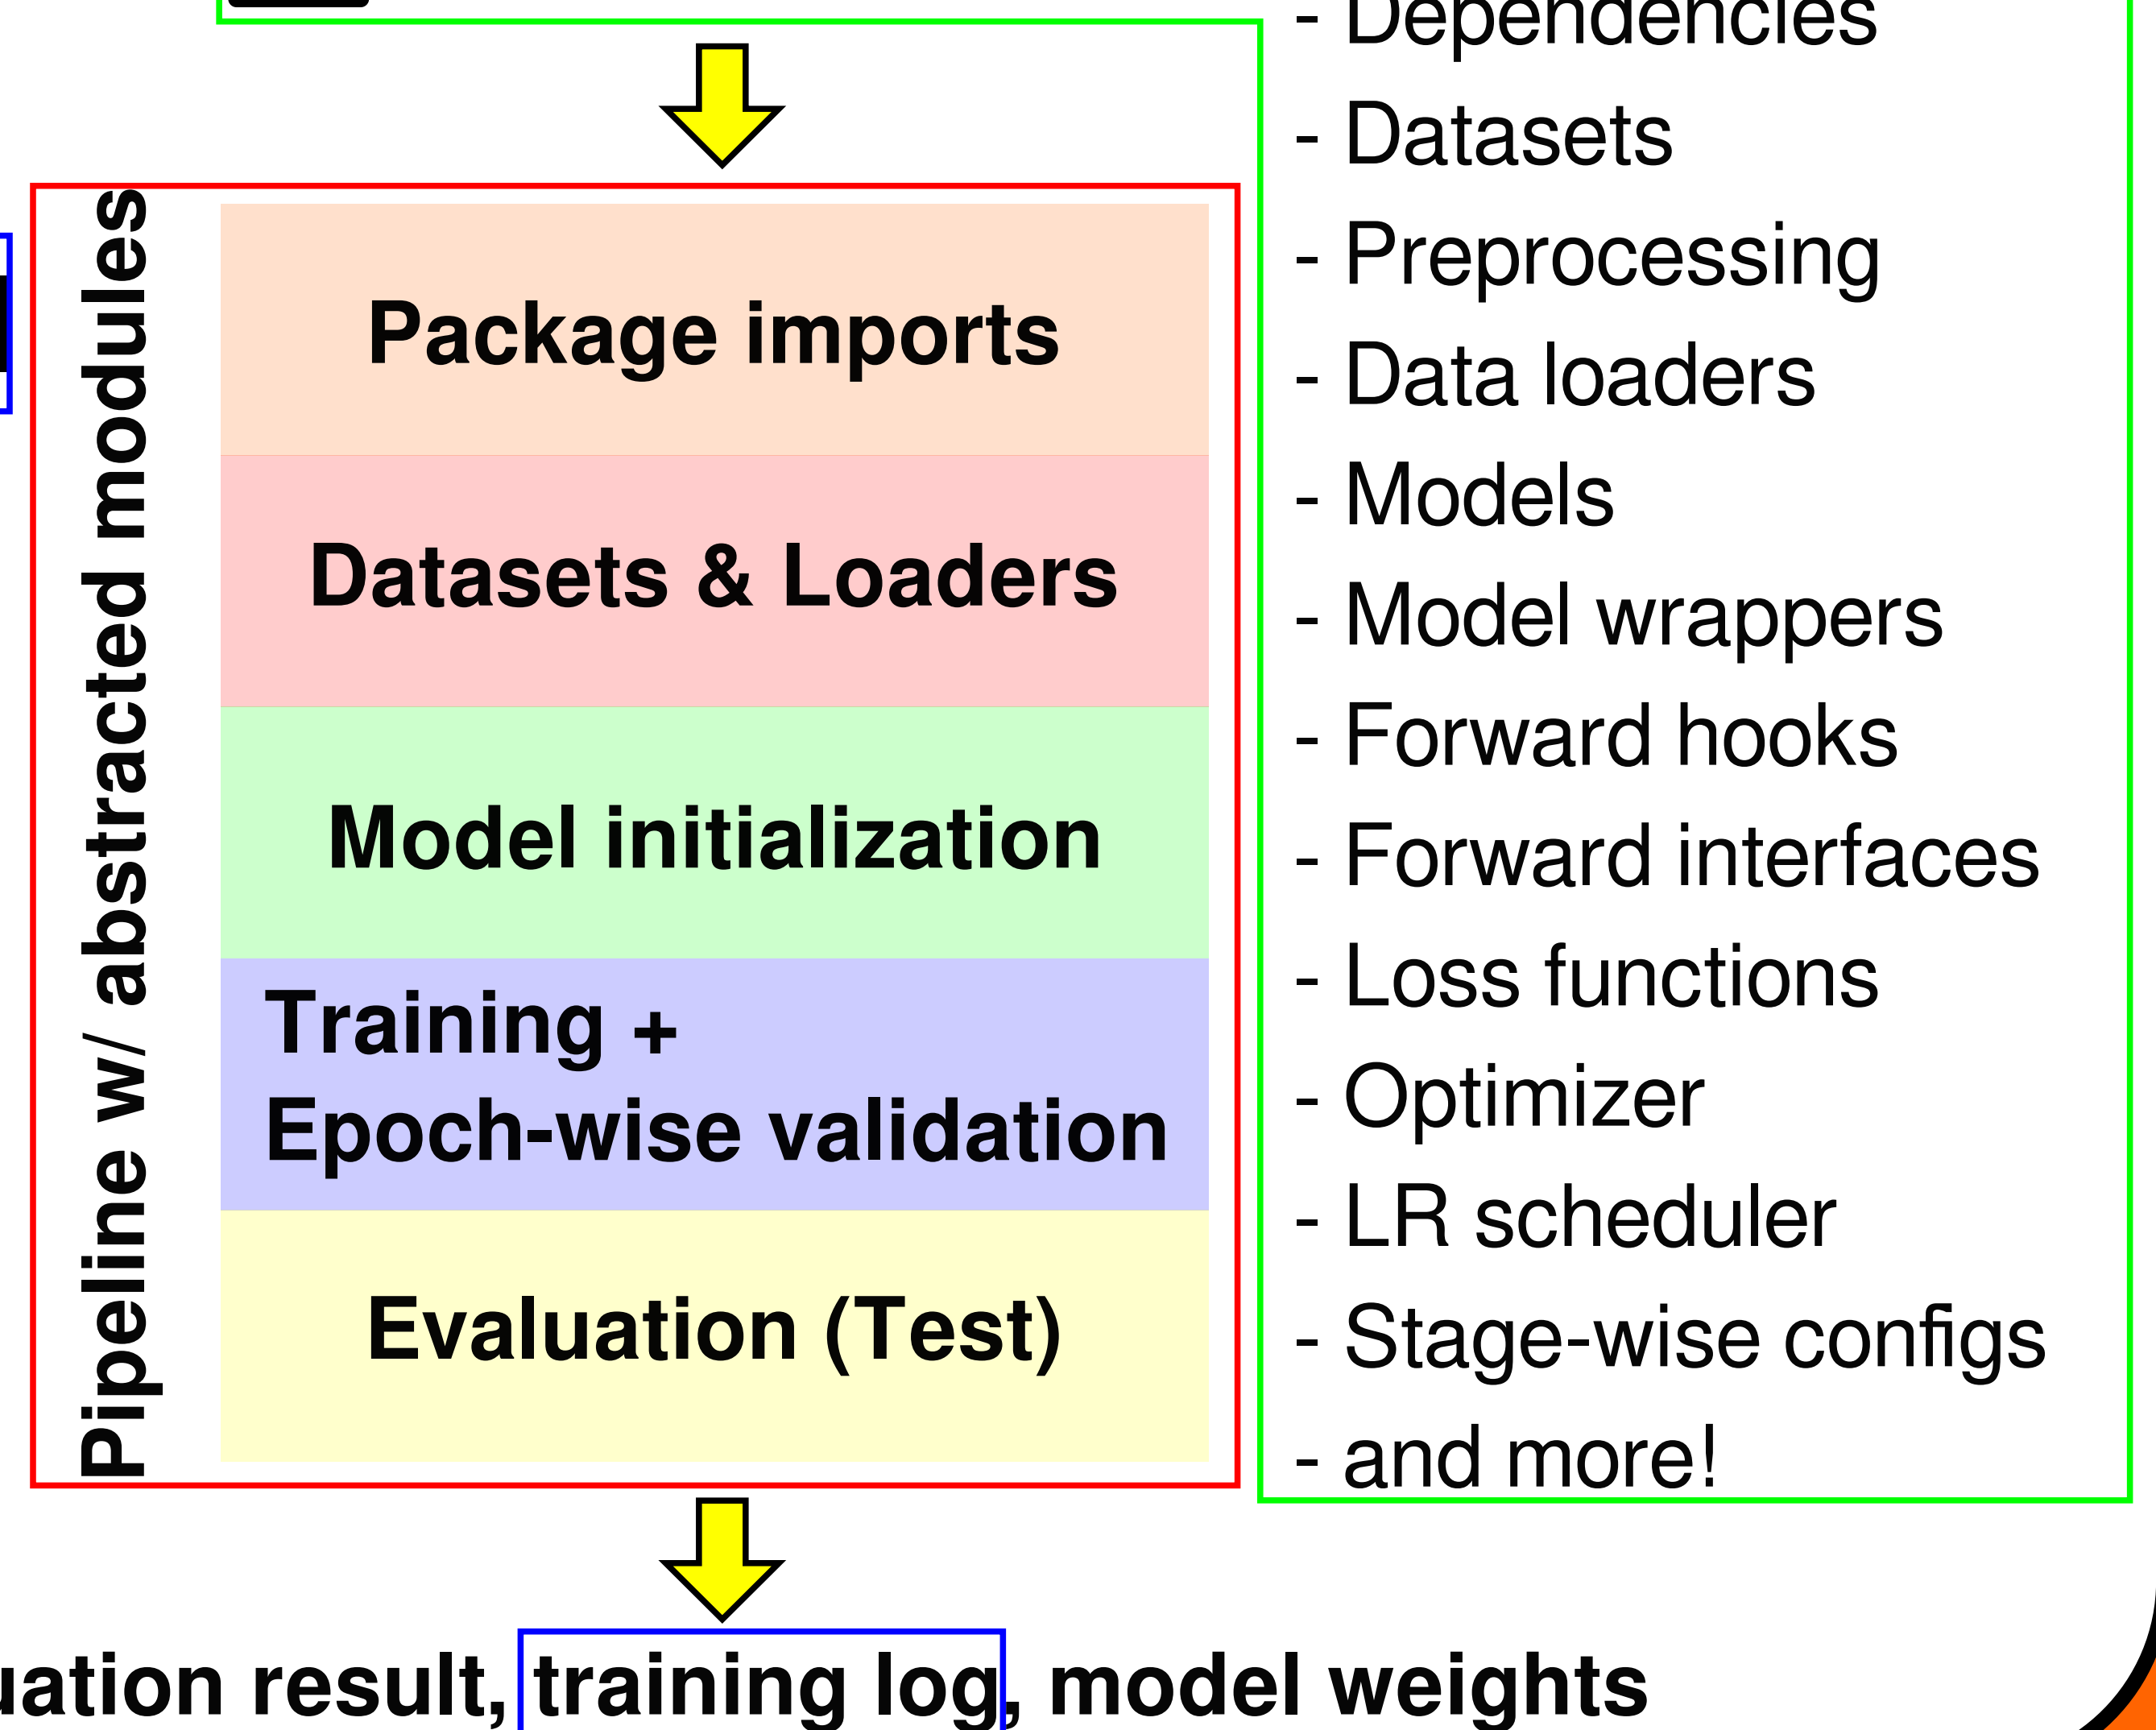 Pipeline w/ abstracted modules
Package imports
Datasets & Loaders
Model initialization
Training +
Epoch-wise validation
Evaluation (Test)
- Dependencies
- Datasets
- Preprocessing
- Data loaders
- Models
- Model wrappers
- Forward hooks
- Forward interfaces
- Loss functions
- Optimizer
- LR scheduler
- Stage-wise configs
- and more!
result, training log, model weights